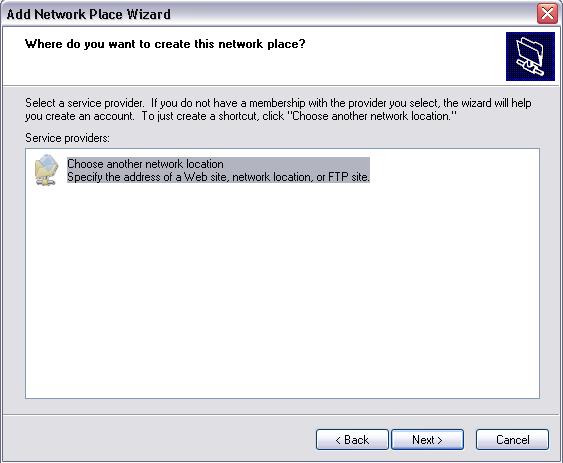 Add Network Place Wizard
Where do you want to create this network place?
Select a service provider.  If you do not have a membership with the provider you select, the wizard will help
you create an account.  To just create a shortcut, click "Choose another network location."
Service providers:
Choose another network location
Specify the address of a Web site, network location, or FTP site.
< Back
Next >
Cancel